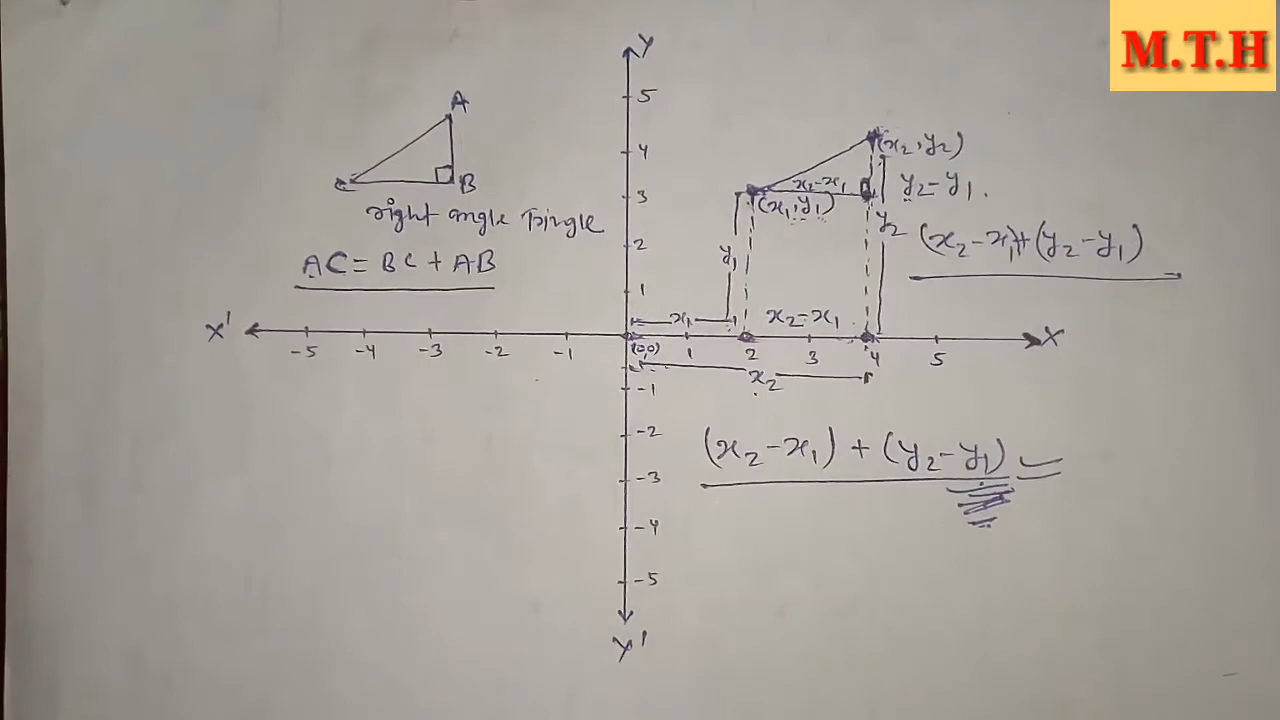 M.T.H
Y
5
4
3
2
1
A
B
C
right angle Tringle
AC = BC + AB
(x₂, y₂)
x₂-x₁
y₂-y₁.
(x₁, y₁)
y₁
y₂
(x₂-x₁)+(y₂-y₁)
x₁
x₂-x₁
X' -5 -4 -3 -2 -1 (0,0) 1 2 3 4 5 X
x₂
-1
-2
-3
-4
-5
Y'
(x₂-x₁) + (y₂-y₁)